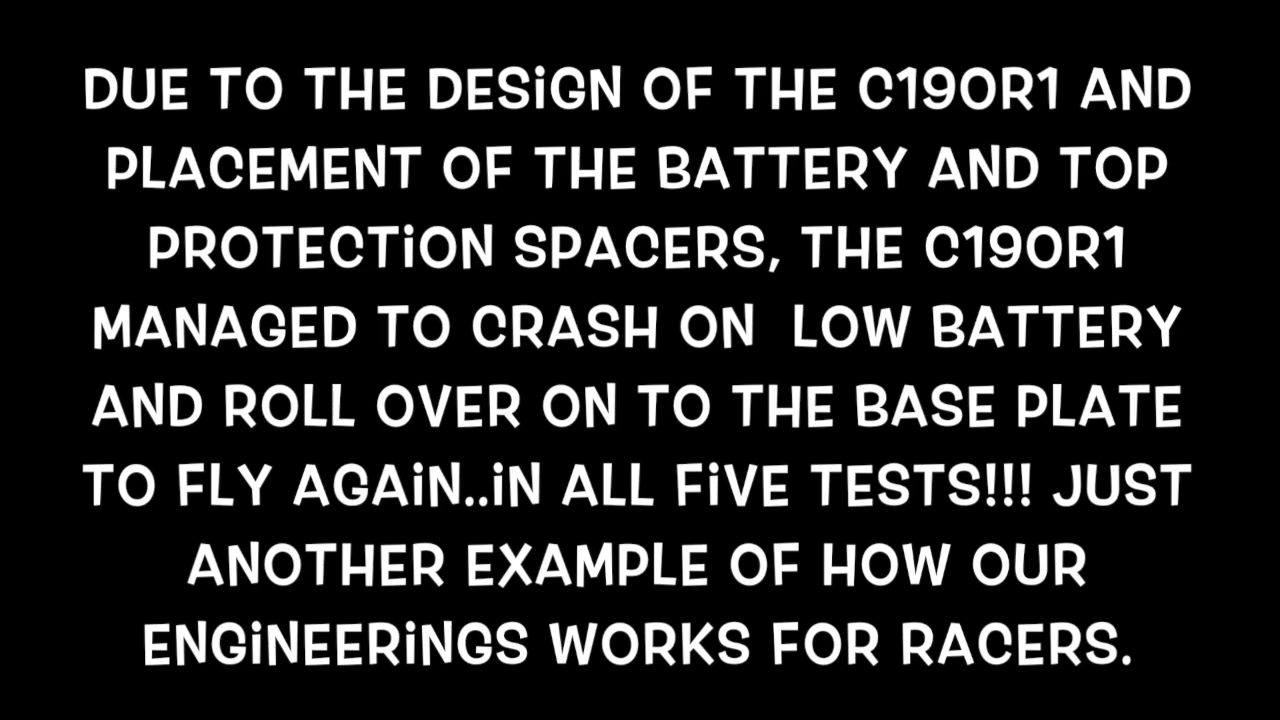 DUE TO THE DESiGN OF THE C190R1 AND
PLACEMENT OF THE BATTERY AND TOP
PROTECTiON SPACERS, THE C190R1
MANAGED TO CRASH ON  LOW BATTERY
AND ROLL OVER ON TO THE BASE PLATE
TO FLY AGAiN..iN ALL FiVE TESTS!!! JUST
ANOTHER EXAMPLE OF HOW OUR
ENGiNEERiNGS WORKS FOR RACERS.